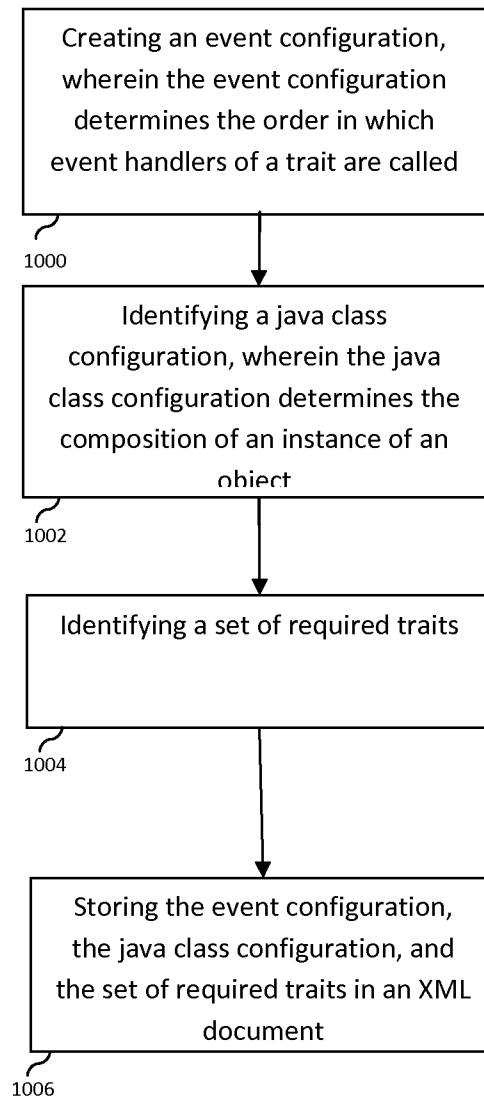 Creating an event configuration,
wherein the event configuration
determines the order in which
event handlers of a trait are called
1000
Identifying a java class
configuration, wherein the java
class configuration determines the
composition of an instance of an
object
1002
Identifying a set of required traits
1004
Storing the event configuration,
the java class configuration, and
the set of required traits in an XML
document
1006